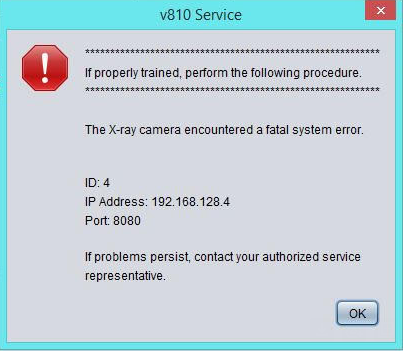 v810 Service
***********************************************************
If properly trained, perform the following procedure.
***********************************************************
The X-ray camera encountered a fatal system error.
ID: 4
IP Address: 192.168.128.4
Port: 8080
If problems persist, contact your authorized service
representative.
OK